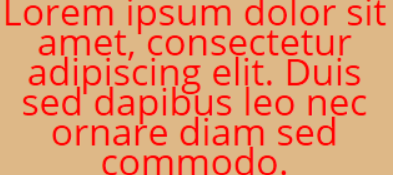 Lorem ipsum dolor sit
amet, consectetur
adipiscing elit. Duis
sed dapibus leo nec
ornare diam sed
commodo.